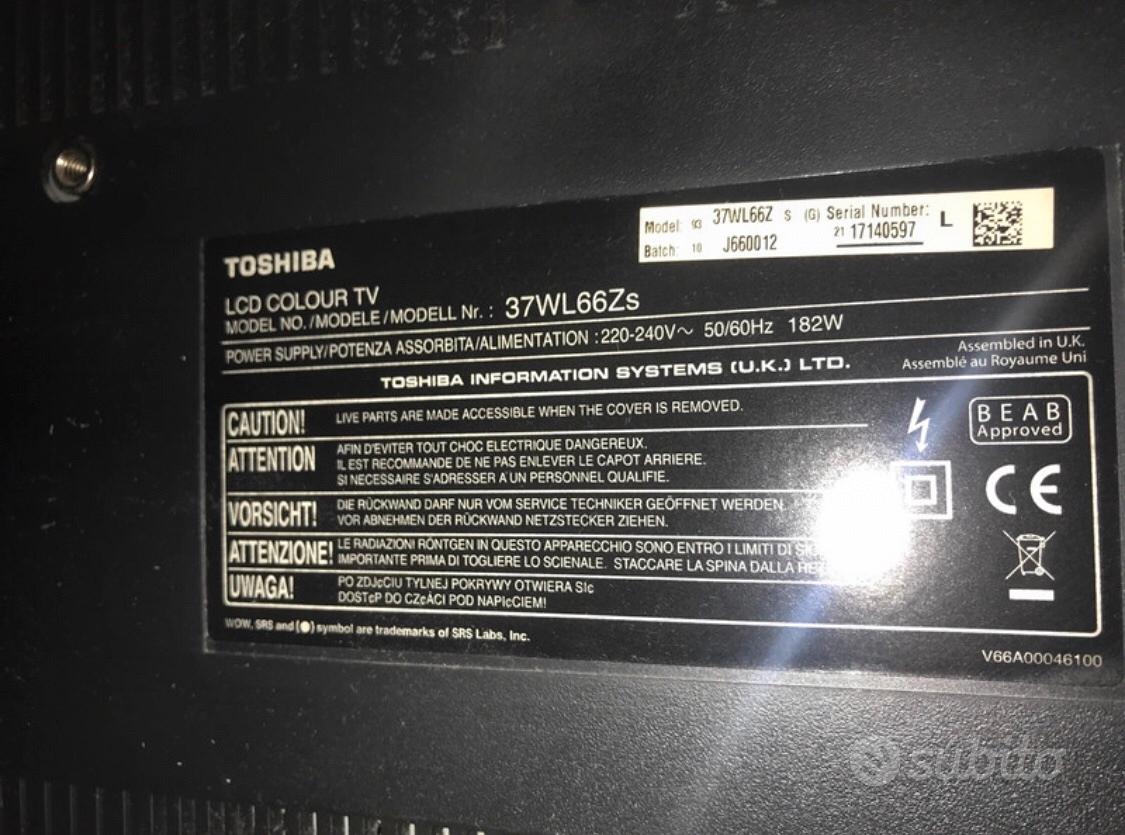 Model: 93 37WL66Z S (G) Serial Number: L
Batch: 10 J660012 21 17140597
TOSHIBA
LCD COLOUR TV
MODEL NO./MODELE/MODELL Nr. : 37WL66Zs
POWER SUPPLY/POTENZA ASSORBITA/ALIMENTATION : 220-240V~ 50/60Hz 182W
Assembled in U.K.
Assemblé au Royaume Uni
TOSHIBA INFORMATION SYSTEMS (U.K.) LTD.
CAUTION! LIVE PARTS ARE MADE ACCESSIBLE WHEN THE COVER IS REMOVED.
ATTENTION AFIN D'EVITER TOUT CHOC ELECTRIQUE DANGEREUX.
IL EST RECOMMANDE DE NE PAS ENLEVER LE CAPOT ARRIERE.
SI NECESSAIRE S'ADRESSER A'UN PERSONNEL QUALIFIE.
VORSICHT! DIE RÜCKWAND DARF NUR VOM SERVICE TECHNIKER GEÖFFNET WERDEN.
VOR ABNEHMEN DER RÜCKWAND NETZSTECKER ZIEHEN.
ATTENZIONE! LE RADIAZIONI RÖNTGEN IN QUESTO APPARECCHIO SONO ENTRO I LIMITI DI
IMPORTANTE PRIMA DI TOGLIERE LO SCIENALE. STACCARE LA SPINA DALLA
UWAGA! PO ZDJęCIU TYLNEJ POKRYWY OTWIERA SIę
DOSTęP DO CZęACI POD NAPIęCIEM!
BEAB
Approved
CE
WOW, SRS and (●) symbol are trademarks of SRS Labs, Inc.
V66A00046100
subito